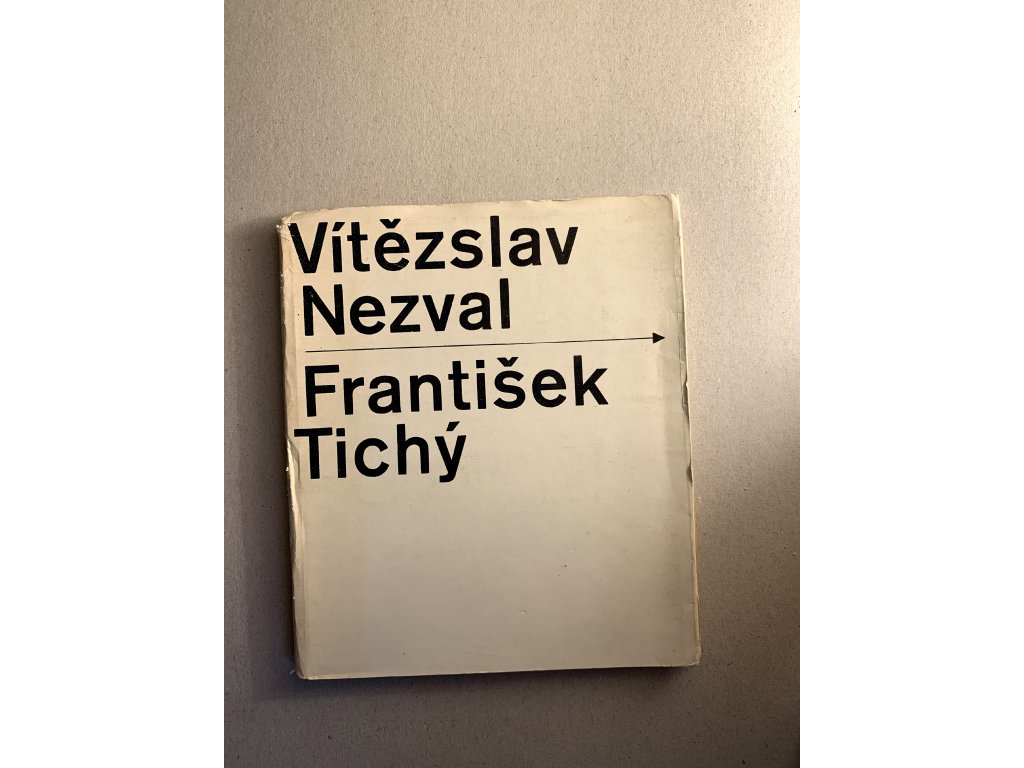 Vítězslav
Nezval
František
Tichý